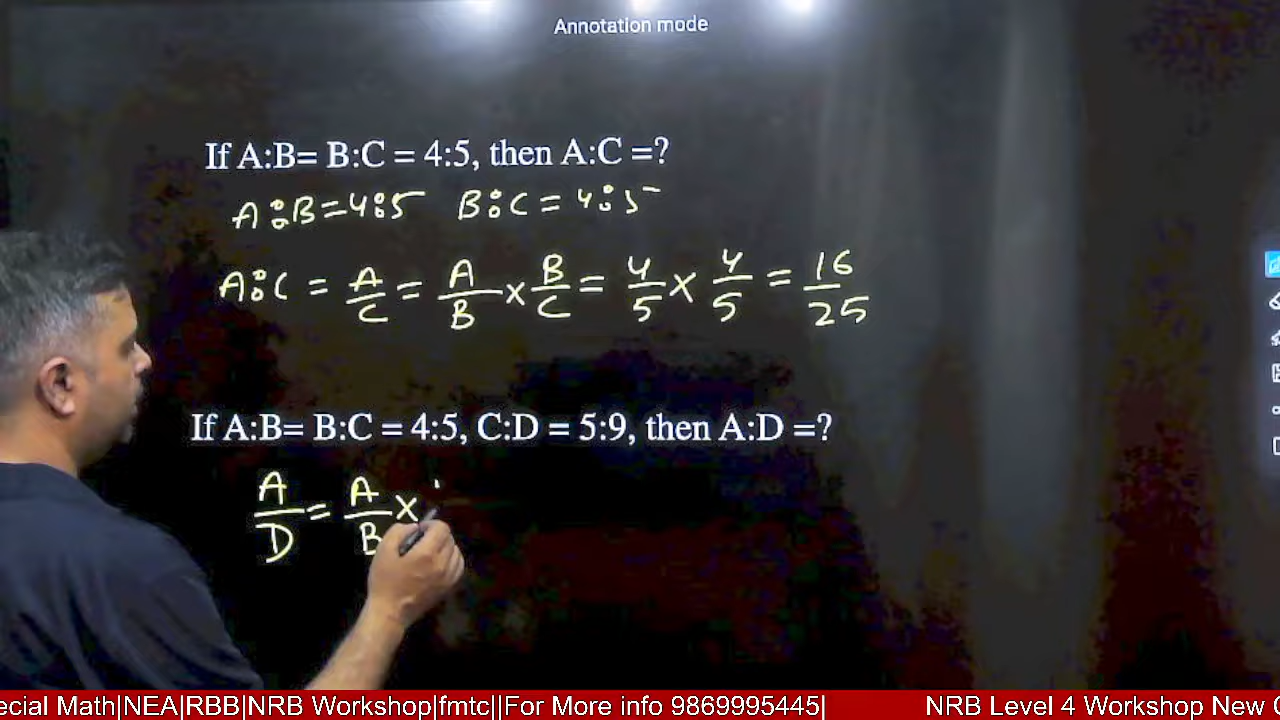 Annotation mode
If A:B= B:C = 4:5, then A:C =?
A:B=4:5 B:C = 4:5
A:C = A/C = A/B × B/C = 4/5 × 4/5 = 16/25
If A:B= B:C = 4:5, C:D = 5:9, then A:D =?
A/D = A/B ×
ecial Math|NEA|RBB|NRB Workshop|fmtc||For More info 9869995445| NRB Level 4 Workshop New